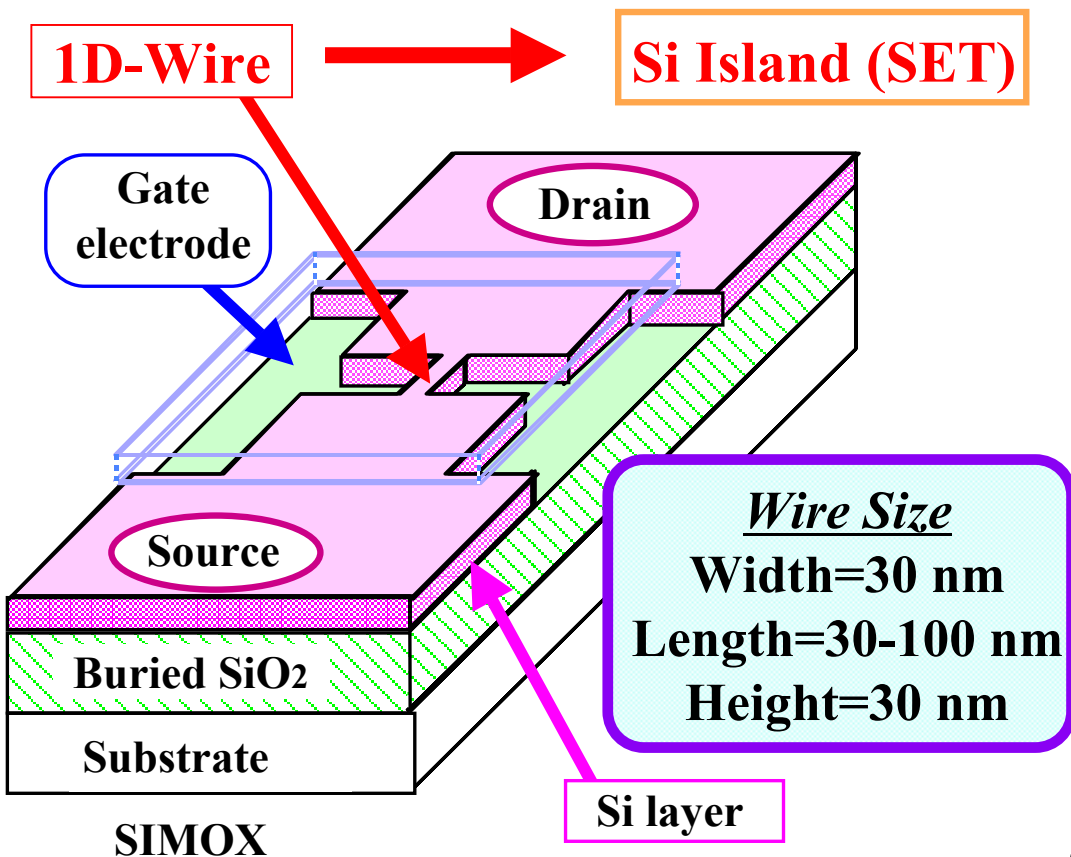 1D-Wire
Si Island (SET)
Gate
electrode
Drain
Source
Wire Size
Width=30 nm
Length=30-100 nm
Height=30 nm
Buried SiO2
Substrate
Si layer
SIMOX